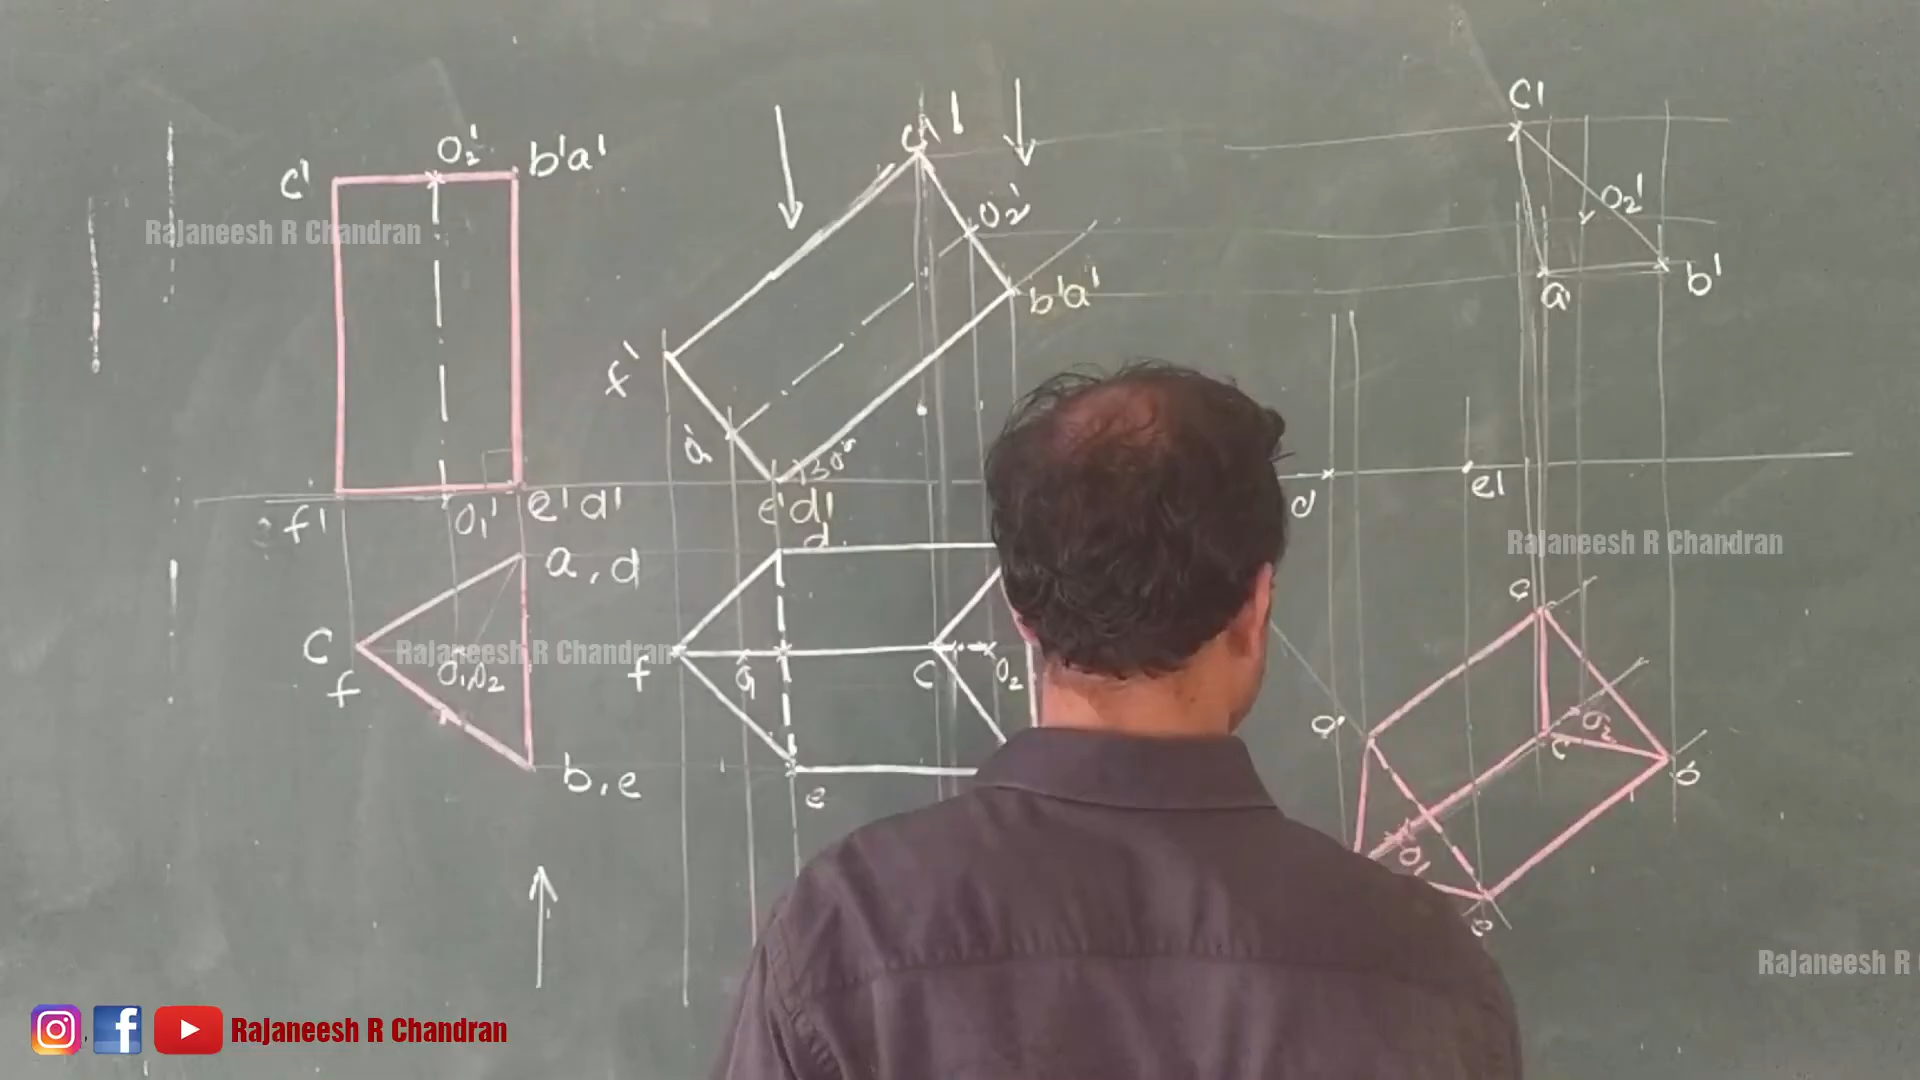 c' o₂' b'a'
f' o₁' e'd'
a, d
c
f
o₁,o₂
b, e
c'
o₂'
b'a'
f'
30°
e'd'
d
f
o₁
c
o₂
e
c'
o₂'
a'
b'
d'
e'
o₂
c
b
o₁
e
Rajaneesh R Chandran
Rajaneesh R Chandran
Rajaneesh R Chandran
Rajaneesh R
Rajaneesh R Chandran